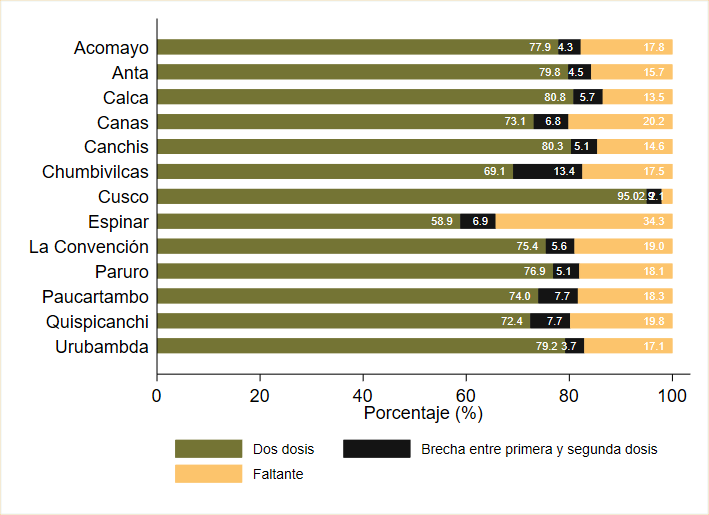 Acomayo 77.9 4.3 17.8
Anta 79.8 4.5 15.7
Calca 80.8 5.7 13.5
Canas 73.1 6.8 20.2
Canchis 80.3 5.1 14.6
Chumbivilcas 69.1 13.4 17.5
Cusco 95.0 2.9 2.1
Espinar 58.9 6.9 34.3
La Convención 75.4 5.6 19.0
Paruro 76.9 5.1 18.1
Paucartambo 74.0 7.7 18.3
Quispicanchi 72.4 7.7 19.8
Urubambda 79.2 3.7 17.1
0 20 40 60 80 100
Porcentaje (%)
Dos dosis Brecha entre primera y segunda dosis
Faltante